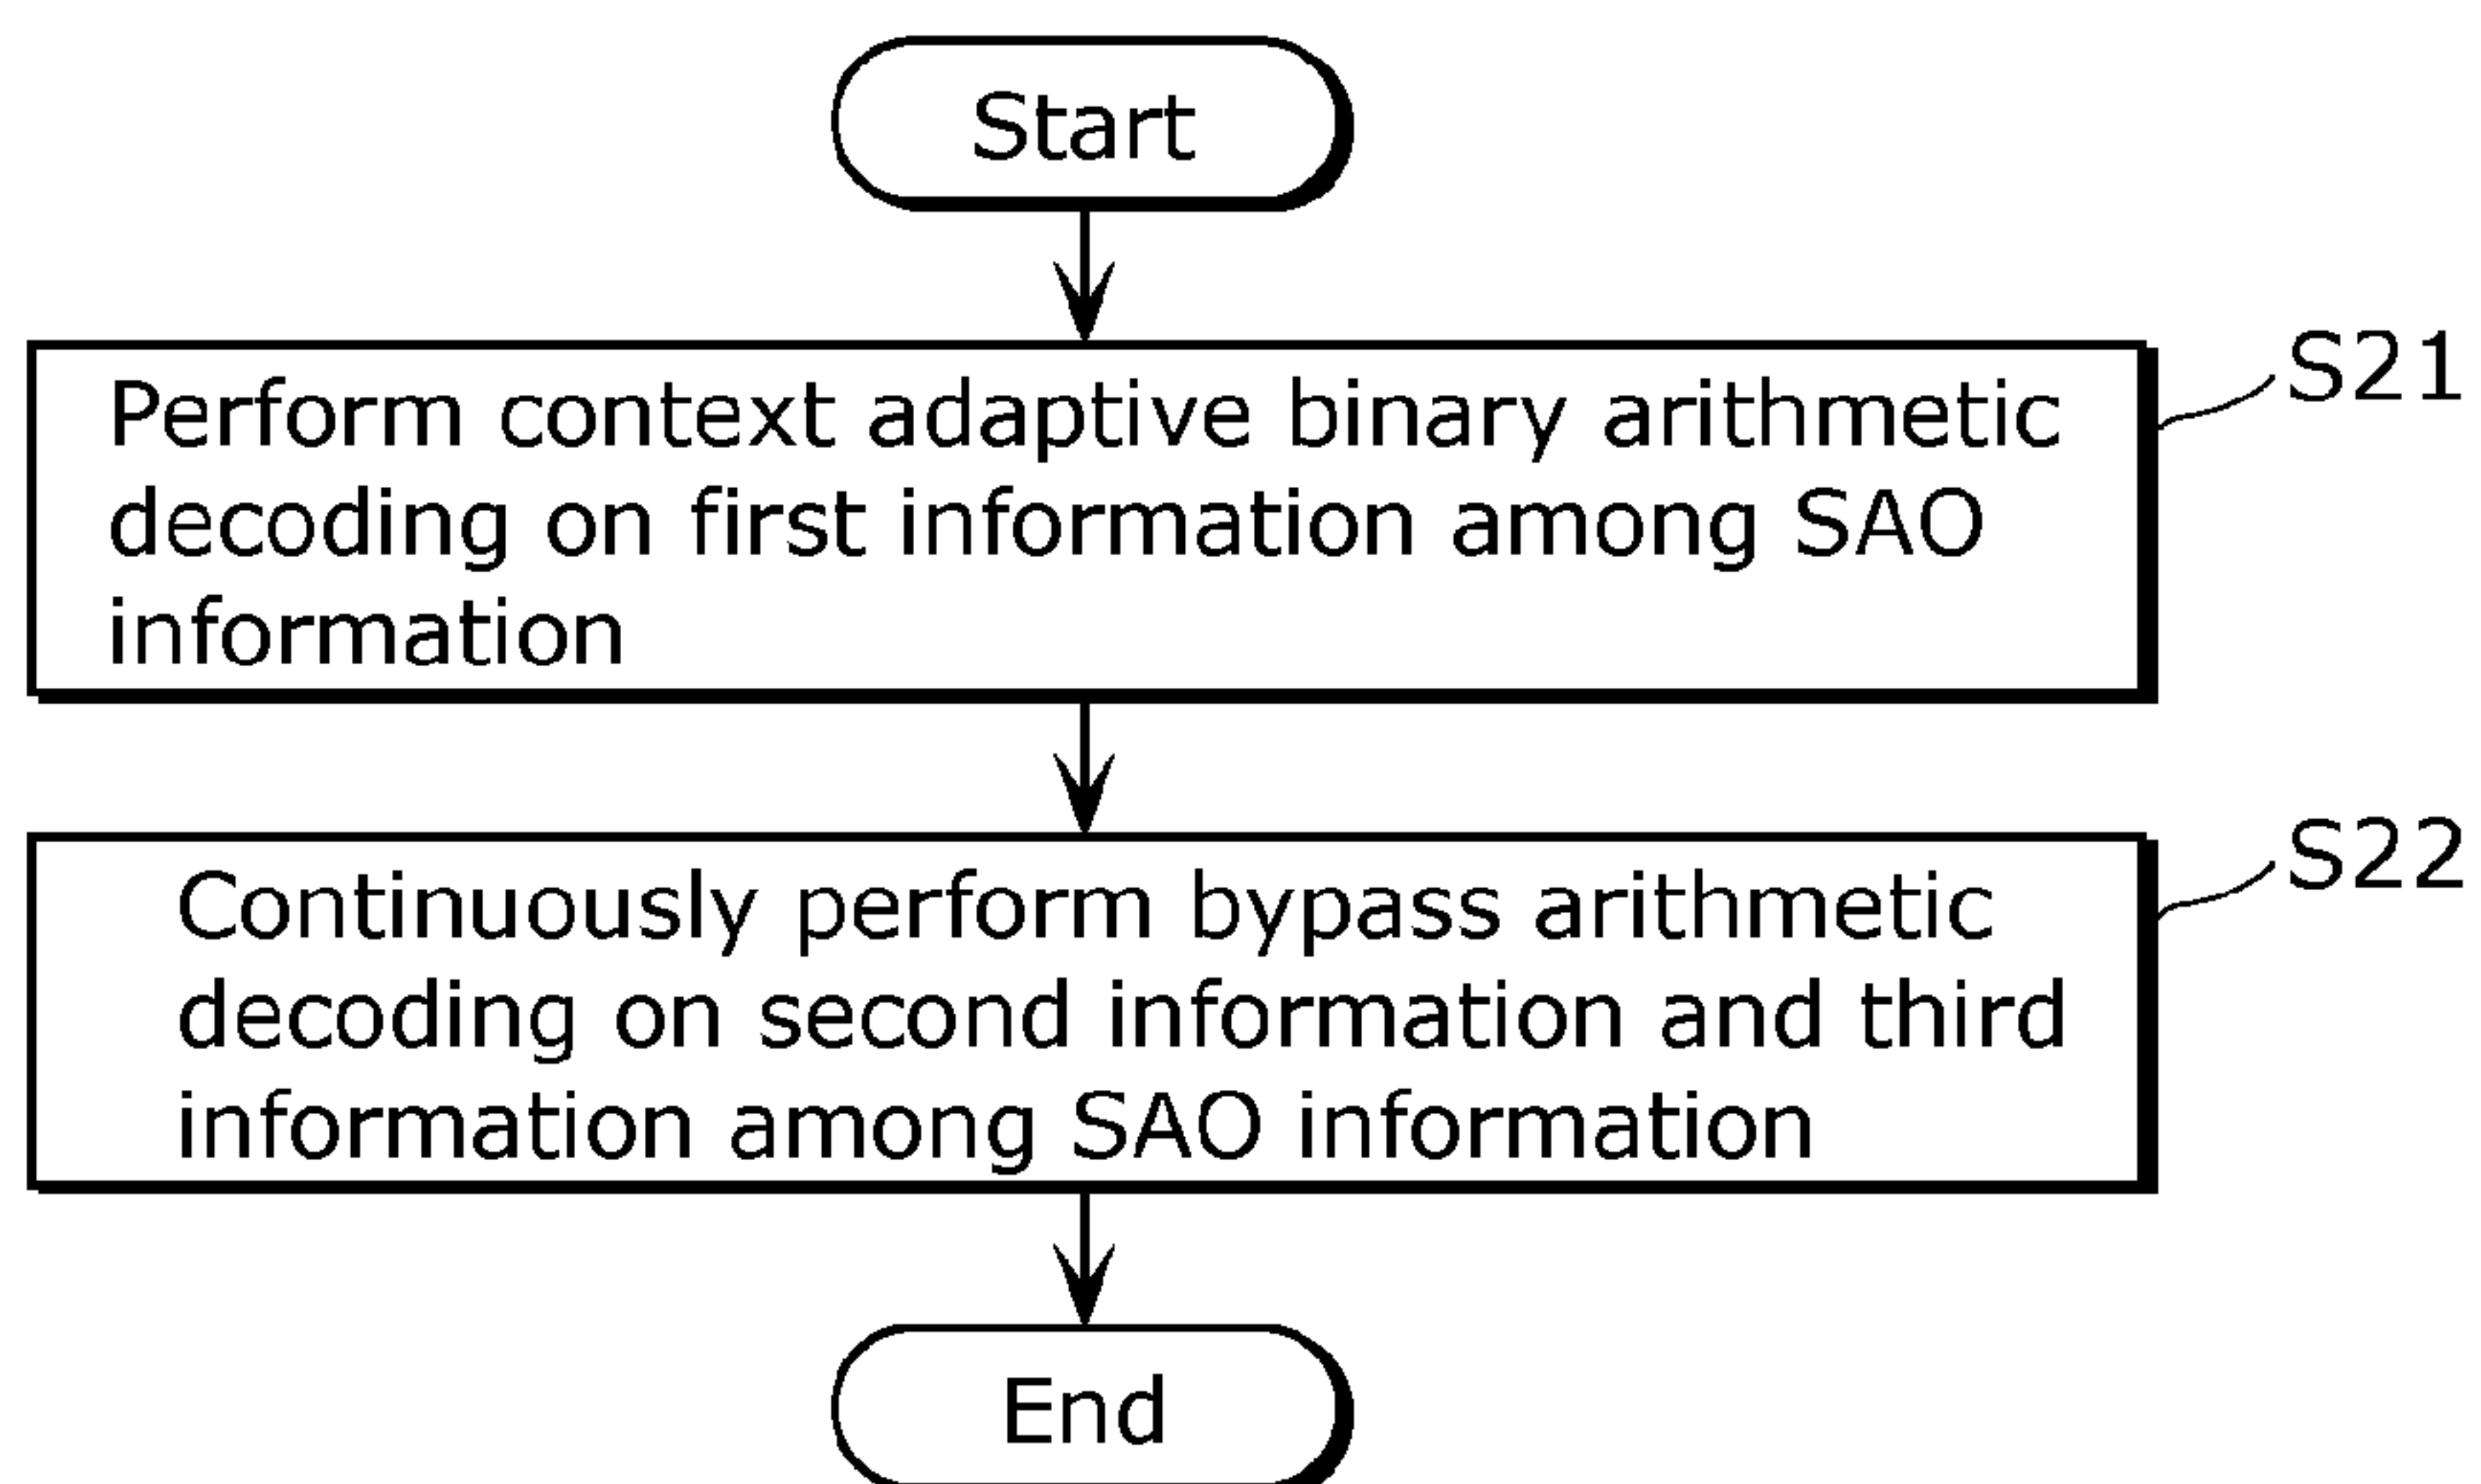 Start
S21
Perform context adaptive binary arithmetic
decoding on first information among SAO
information
S22
Continuously perform bypass arithmetic
decoding on second information and third
information among SAO information
End